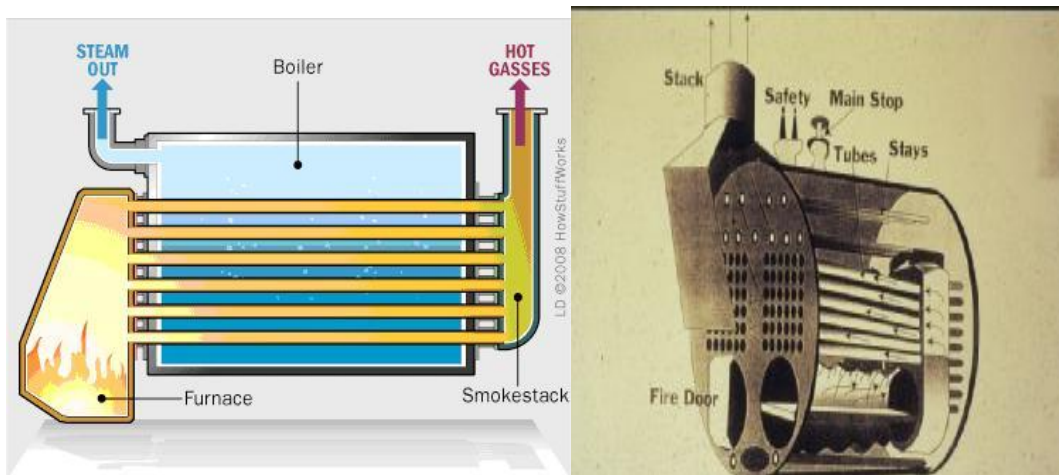 STEAM
OUT
Boiler
HOT
GASSES
Furnace
Smokestack
LD ©2008 HowStuffWorks
Stack
Safety
Main Stop
Tubes
Stays
Fire Door